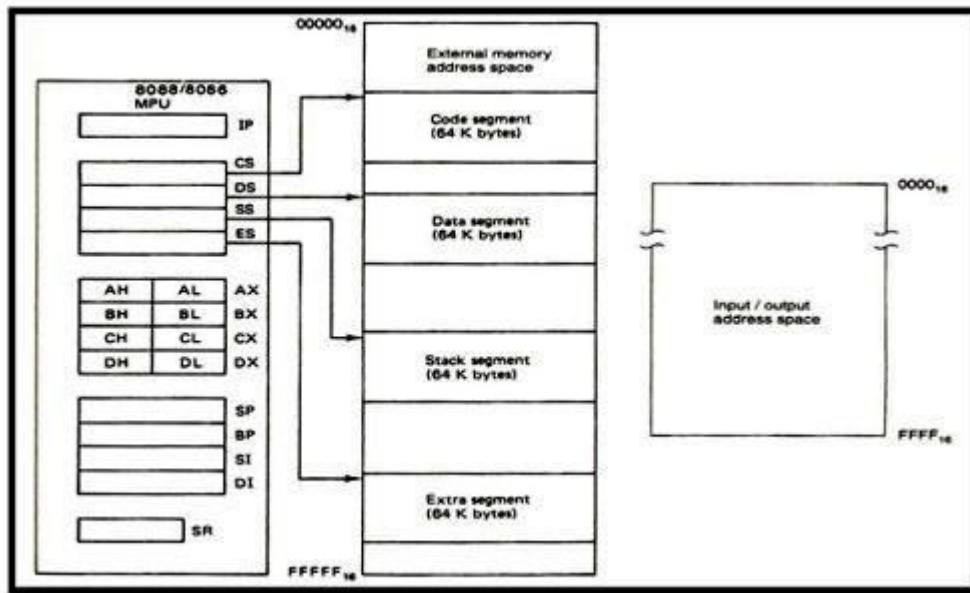 8088/8086
MPU
IP
CS
DS
SS
ES
AH AL AX
BH BL BX
CH CL CX
DH DL DX
SP
BP
SI
DI
SR
00000₁₆
External memory
address space
Code segment
(64 K bytes)
Data segment
(64 K bytes)
Stack segment
(64 K bytes)
Extra segment
(64 K bytes)
FFFFF₁₆
0000₁₆
Input / output
address space
FFFF₁₆